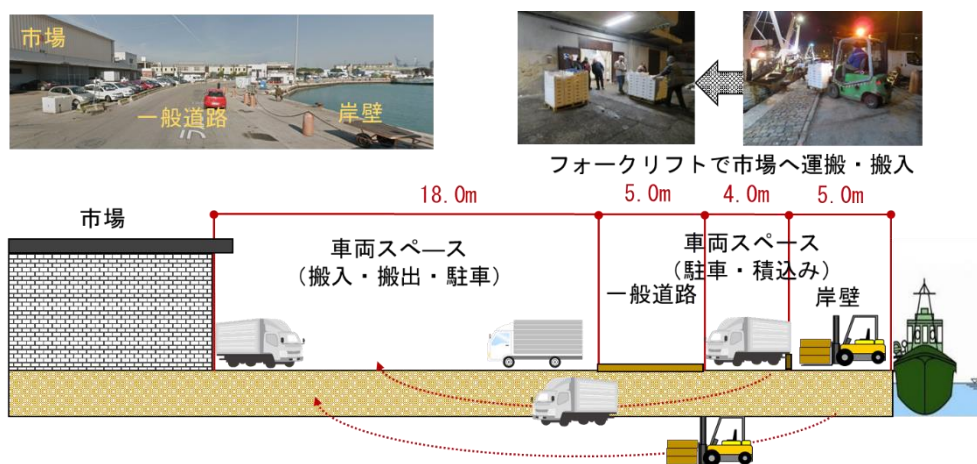 市場
一般道路
岸壁
フォークリフトで市場へ運搬・搬入
18.0m
5.0m
4.0m
5.0m
市場
車両スペース
（搬入・搬出・駐車）
車両スペース
（駐車・積込み）
一般道路
岸壁